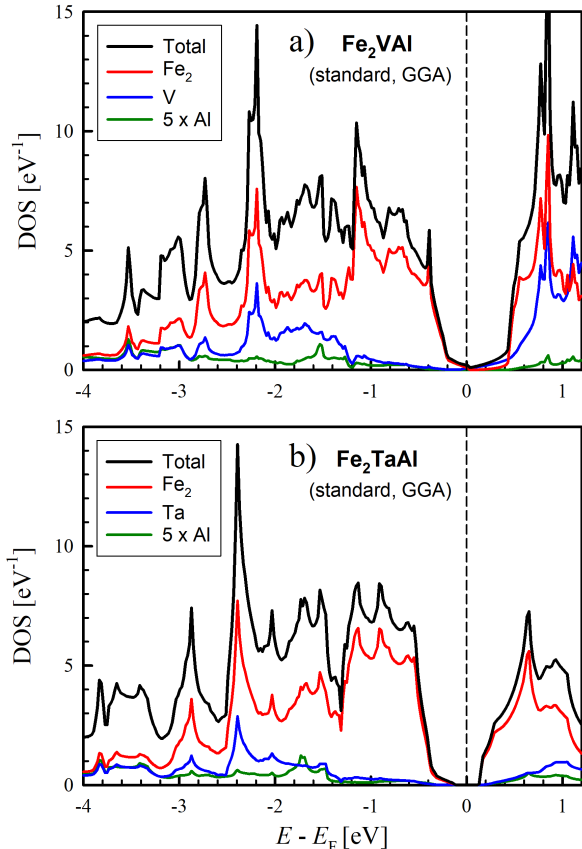 a) Fe₂VAl
(standard, GGA)
Total
Fe₂
V
5 x Al
DOS [eV⁻¹]
15
10
5
0
-4 -3 -2 -1 0 1
b) Fe₂TaAl
(standard, GGA)
Total
Fe₂
Ta
5 x Al
DOS [eV⁻¹]
15
10
5
0
-4 -3 -2 -1 0 1
E - E_F [eV]